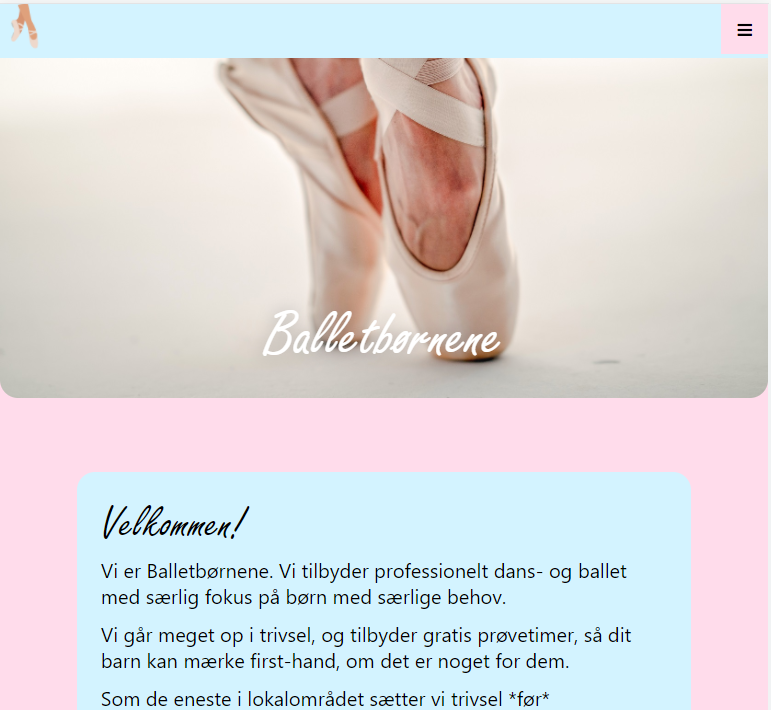 Balletbørnene
Velkommen!
Vi er Balletbørnene. Vi tilbyder professionelt dans- og ballet
med særlig fokus på børn med særlige behov.
Vi går meget op i trivsel, og tilbyder gratis prøvetimer, så dit
barn kan mærke first-hand, om det er noget for dem.
Som de eneste i lokalområdet sætter vi trivsel *før*